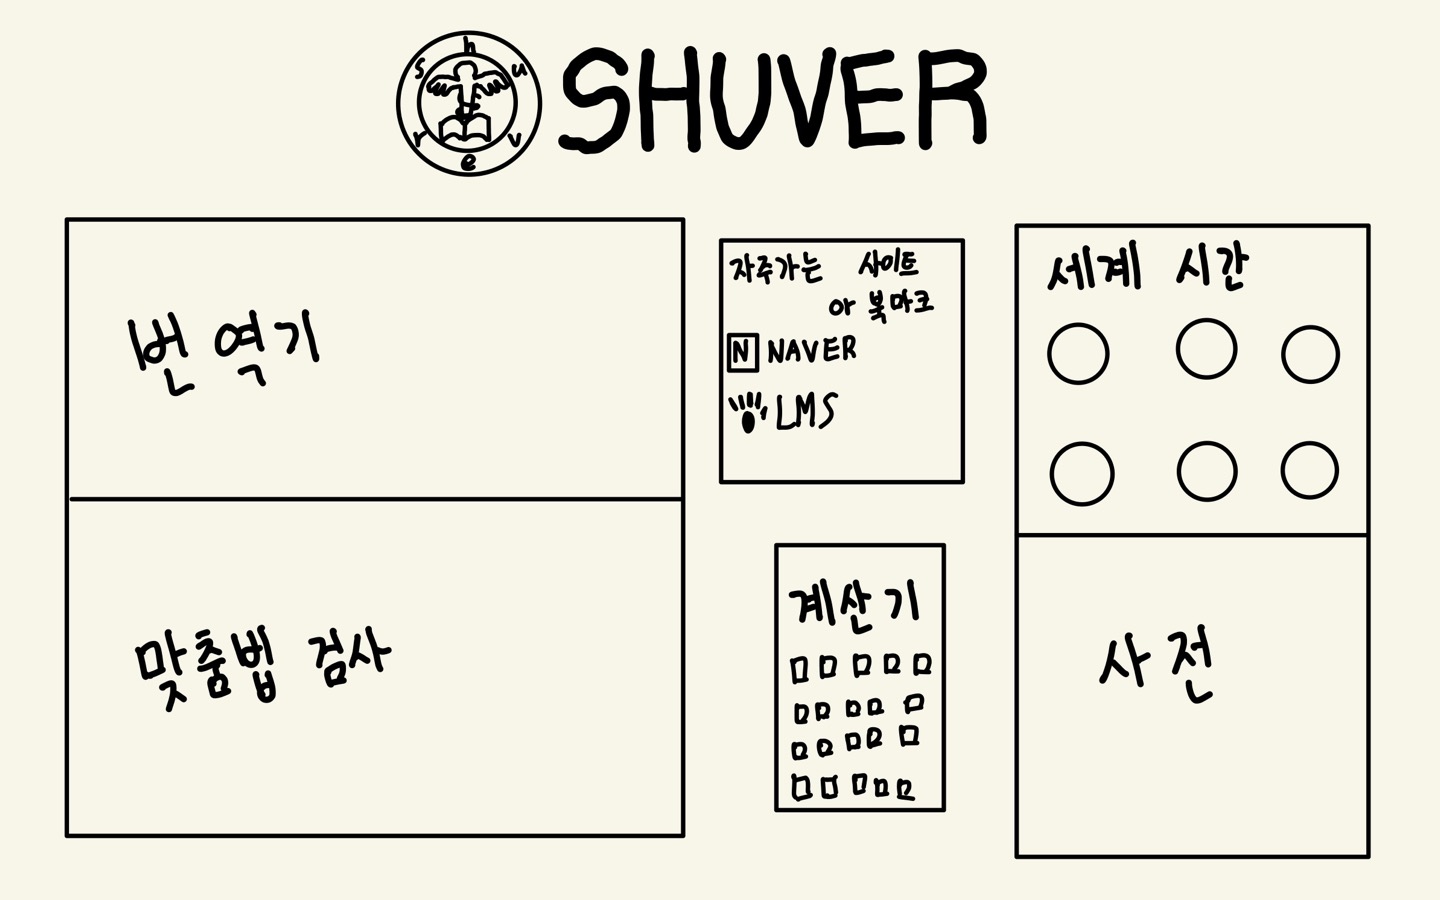 shuver
SHUVER
번역기
맞춤법 검사
자주가는 사이트
or 북마크
N NAVER
LMS
계산기
세계 시간
사전